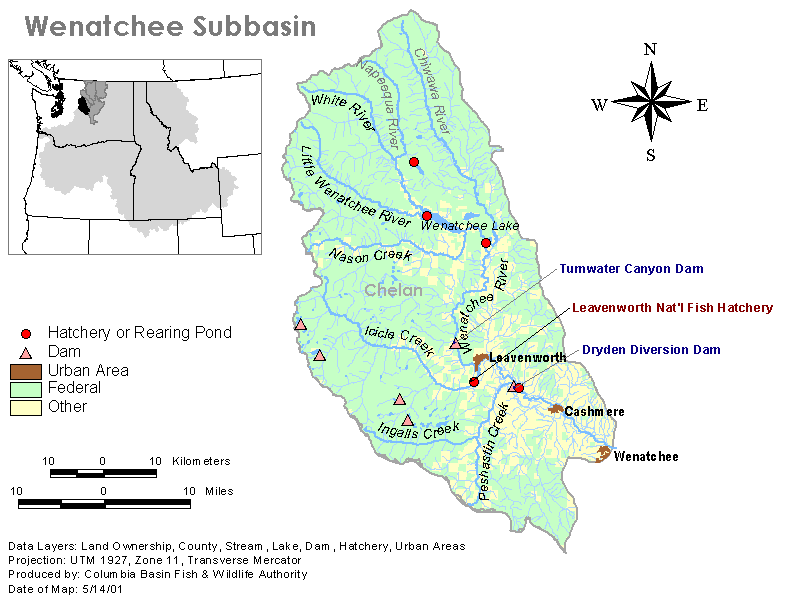 Wenatchee Subbasin
N
W
E
S
Napeequa River
Chiwawa River
White River
Little Wenatchee River
Wenatchee Lake
Nason Creek
Wenatchee River
Tumwater Canyon Dam
Chelan
Leavenworth Nat'l Fish Hatchery
Icicle Creek
Leavenworth
Dryden Diversion Dam
Cashmere
Ingalls Creek
Peshastin Creek
Wenatchee
Hatchery or Rearing Pond
Dam
Urban Area
Federal
Other
10 0 10 Kilometers
10 0 10 Miles
Data Layers: Land Ownership, County, Stream, Lake, Dam, Hatchery, Urban Areas
Projection: UTM 1927, Zone 11, Transverse Mercator
Produced by: Columbia Basin Fish & Wildlife Authority
Date of Map: 5/14/01